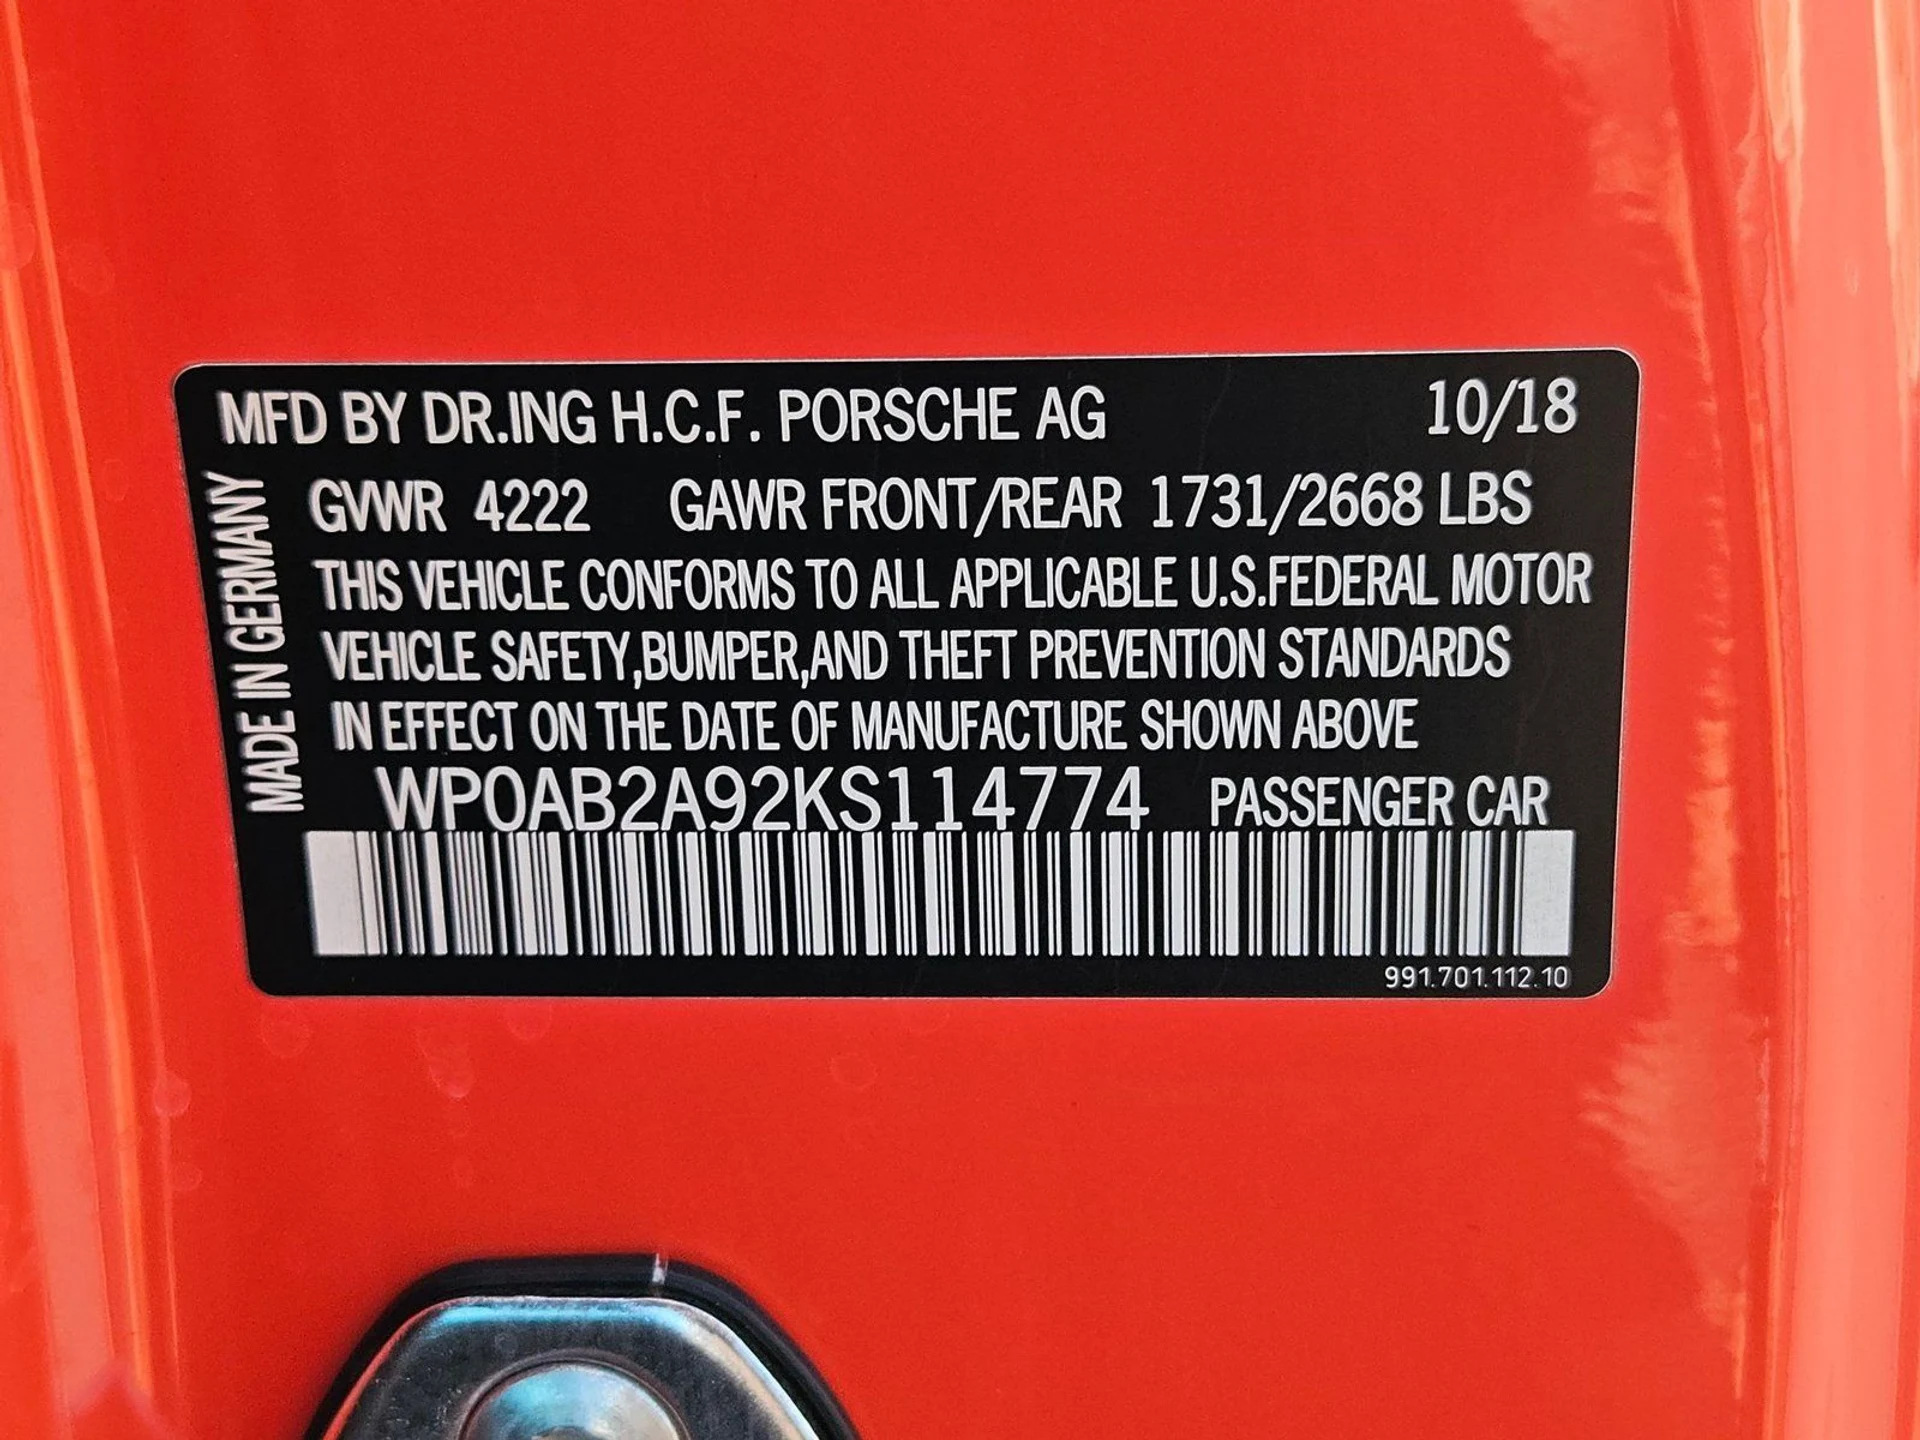 MFD BY DR.ING H.C.F. PORSCHE AG 10/18
GVWR 4222 GAWR FRONT/REAR 1731/2668 LBS
THIS VEHICLE CONFORMS TO ALL APPLICABLE U.S.FEDERAL MOTOR
VEHICLE SAFETY,BUMPER,AND THEFT PREVENTION STANDARDS
IN EFFECT ON THE DATE OF MANUFACTURE SHOWN ABOVE
WP0AB2A92KS114774 PASSENGER CAR
991.701.112.10
MADE IN GERMANY